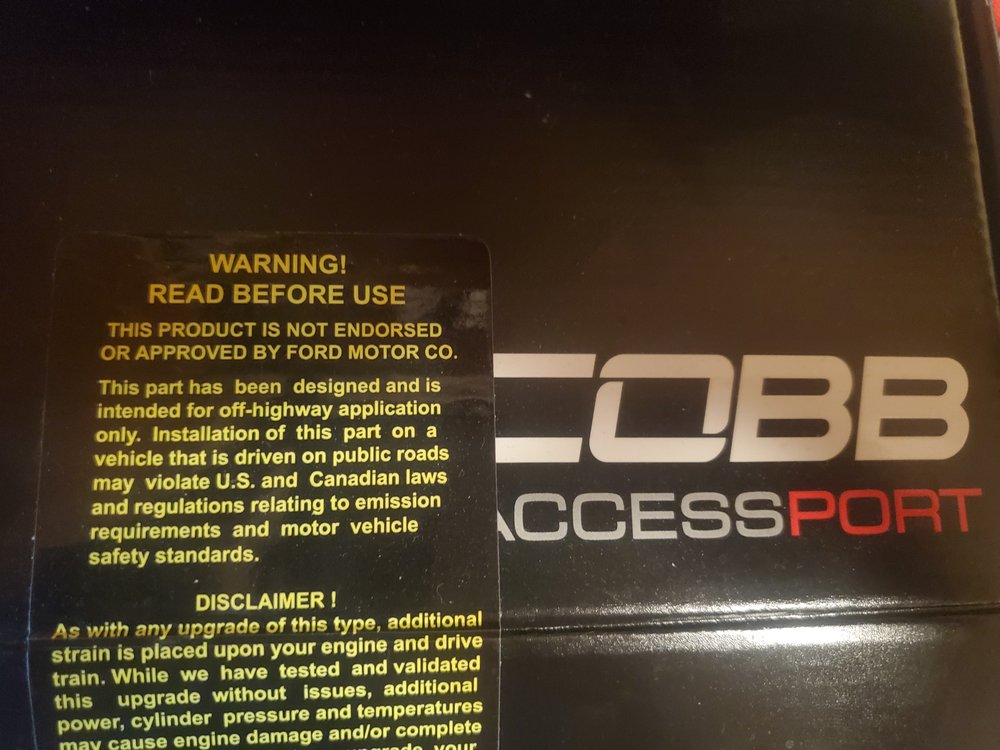 WARNING!
READ BEFORE USE
THIS PRODUCT IS NOT ENDORSED
OR APPROVED BY FORD MOTOR CO.
This part has been designed and is
intended for off-highway application
only. Installation of this part on a
vehicle that is driven on public roads
may violate U.S. and Canadian laws
and regulations relating to emission
requirements and motor vehicle
safety standards.
DISCLAIMER !
As with any upgrade of this type, additional
strain is placed upon your engine and drive
train. While we have tested and validated
this upgrade without issues, additional
power, cylinder pressure and temperatures
may cause engine damage and/or complete
upgrade, your
COBB
ACCESSPORT